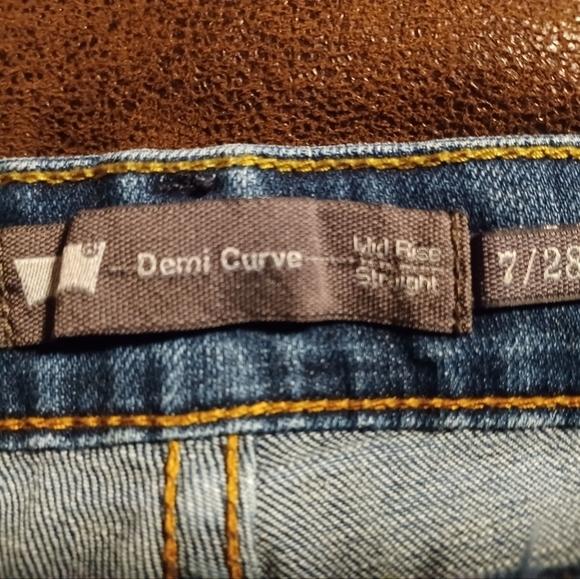 Demi Curve
Mid Rise
Straight
7/28
®